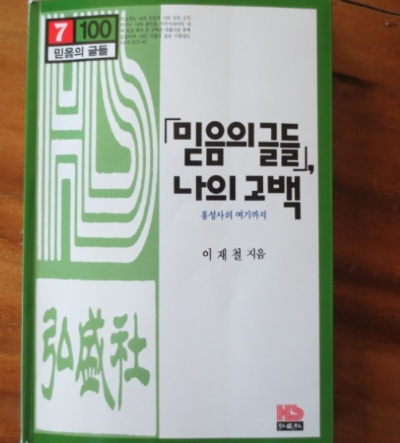 7 100
믿음의 글들
「믿음의 글들」,
나의 고백
홍성사의 여기까지
이 재 철 지음
弘盛社
HS
弘盛社